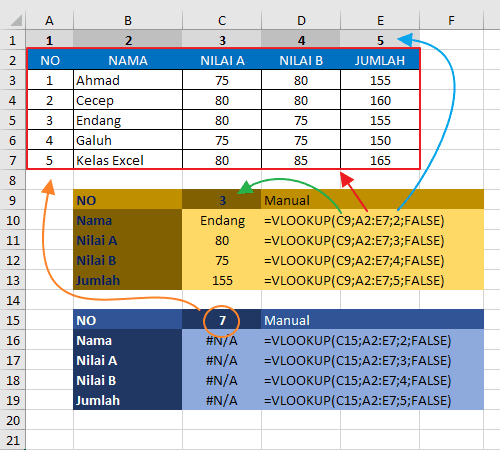 A B C D E F
1 1 2 3 4 5
2 NO NAMA NILAI A NILAI B JUMLAH
3 1 Ahmad 75 80 155
4 2 Cecep 80 80 160
5 3 Endang 80 75 155
6 4 Galuh 75 75 150
7 5 Kelas Excel 80 85 165
8
9 NO 3 Manual
10 Nama Endang =VLOOKUP(C9;A2:E7;2;FALSE)
11 Nilai A 80 =VLOOKUP(C9;A2:E7;3;FALSE)
12 Nilai B 75 =VLOOKUP(C9;A2:E7;4;FALSE)
13 Jumlah 155 =VLOOKUP(C9;A2:E7;5;FALSE)
14
15 NO 7 Manual
16 Nama #N/A =VLOOKUP(C15;A2:E7;2;FALSE)
17 Nilai A #N/A =VLOOKUP(C15;A2:E7;3;FALSE)
18 Nilai B #N/A =VLOOKUP(C15;A2:E7;4;FALSE)
19 Jumlah #N/A =VLOOKUP(C15;A2:E7;5;FALSE)
20
21